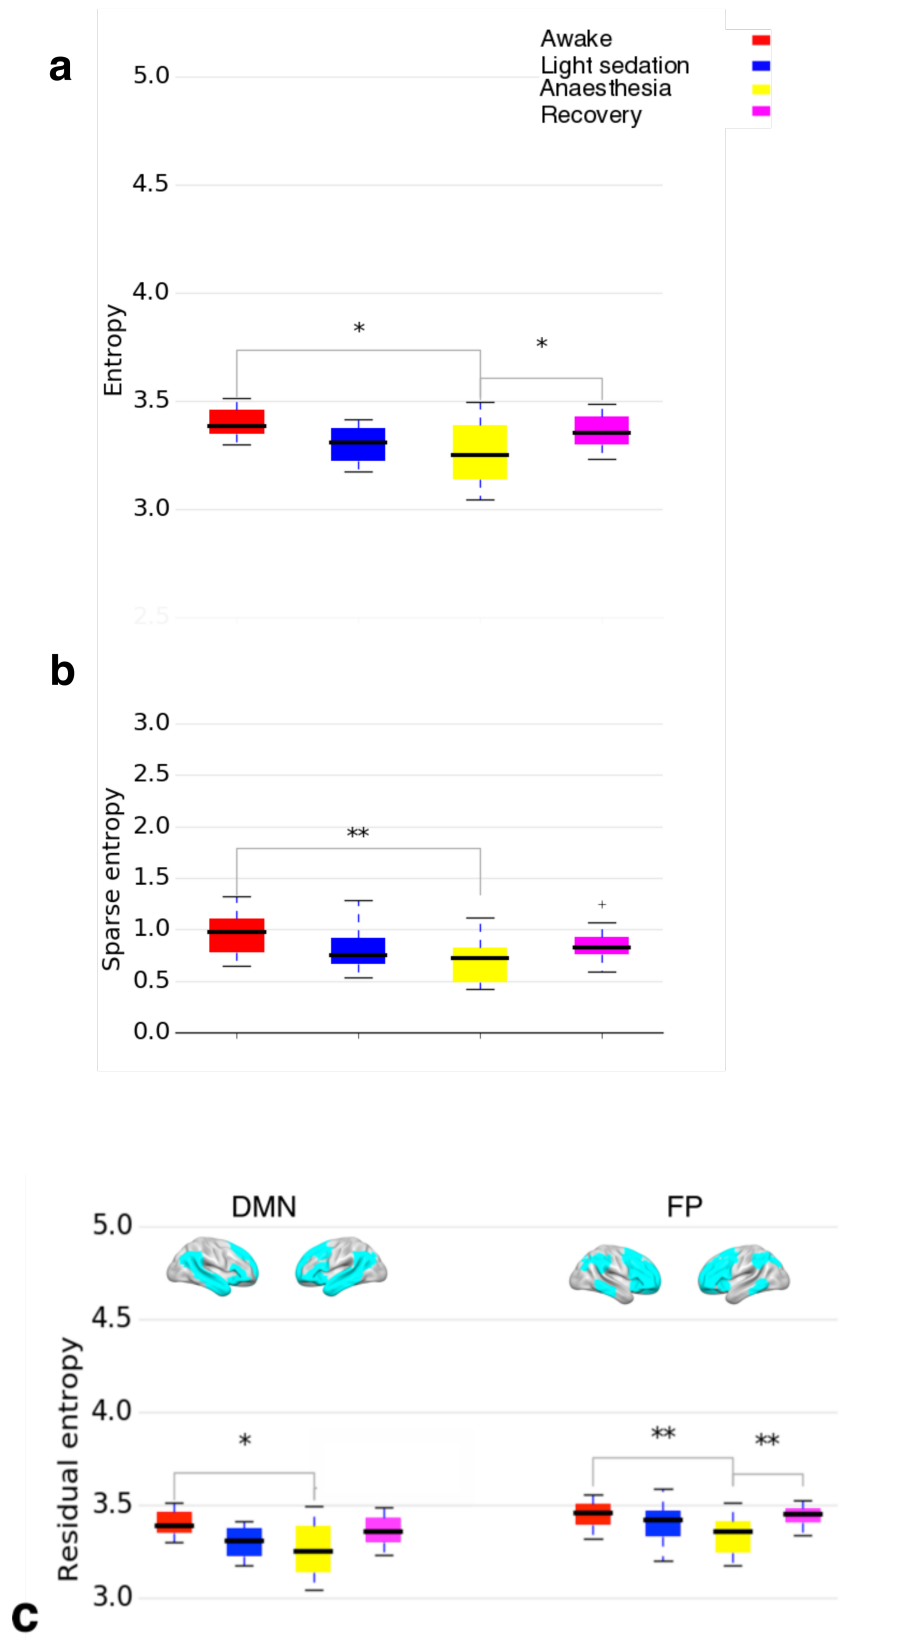 a
Awake
Light sedation
Anaesthesia
Recovery
5.0
4.5
4.0
3.5
3.0
2.5
Entropy
*
*
b
3.0
2.5
2.0
1.5
1.0
0.5
0.0
Sparse entropy
**
+
DMN
FP
5.0
4.5
4.0
3.5
3.0
Residual entropy
*
**
**
c